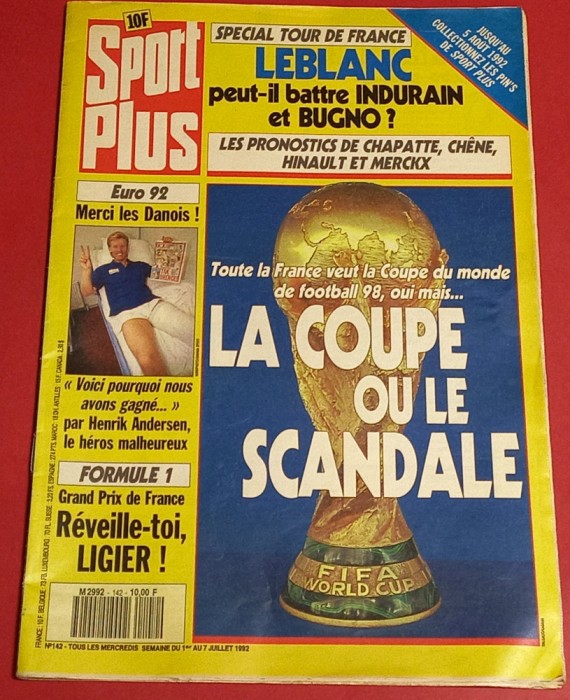 10F
Sport
Plus
SPECIAL TOUR DE FRANCE
LEBLANC
peut-il battre INDURAIN
et BUGNO ?
LES PRONOSTICS DE CHAPATTE, CHÊNE,
HINAULT ET MERCKX
JUSQU'AU
5 AOÛT 1992
COLLECTIONNEZ LES PIN'S
DE SPORT PLUS
Euro 92
Merci les Danois !
« Voici pourquoi nous
avons gagné... »
par Henrik Andersen,
le héros malheureux
FORMULE 1
Grand Prix de France
Réveille-toi,
LIGIER !
Toute la France veut la Coupe du monde
de football 98, oui mais...
LA COUPE
OU LE
SCANDALE
FIFA
WORLD CUP
M 2992 - 142 - 10,00 F
N°142 - TOUS LES MERCREDIS SEMAINE DU 1er AU 7 JUILLET 1992